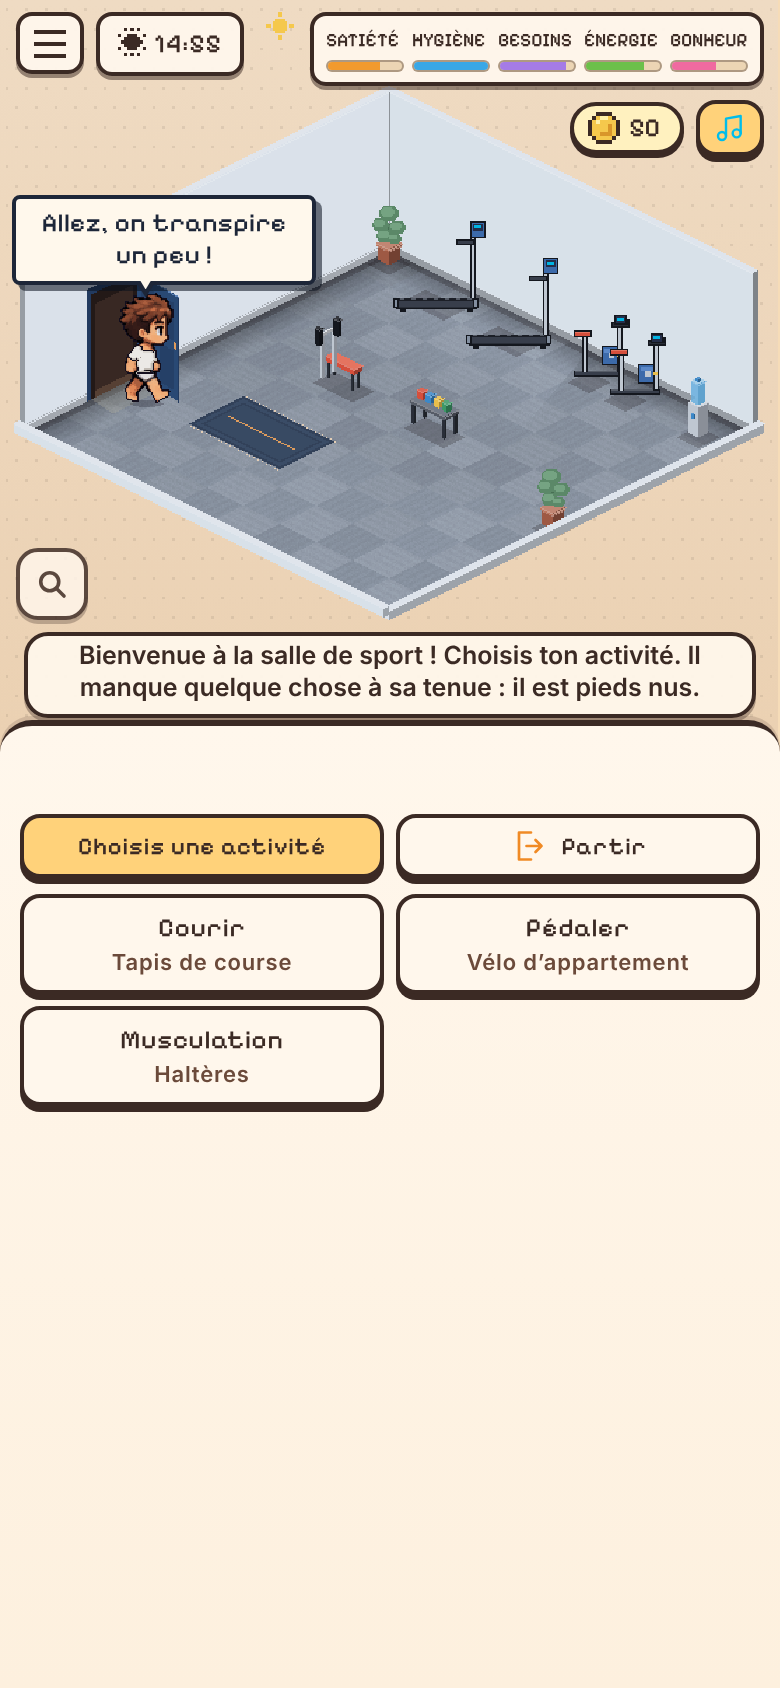 14:55
SATIÉTÉ HYGIÈNE BESOINS ÉNERGIE BONHEUR
50
Allez, on transpire
un peu !
Bienvenue à la salle de sport ! Choisis ton activité. Il
manque quelque chose à sa tenue : il est pieds nus.
Choisis une activité
Partir
Courir
Tapis de course
Pédaler
Vélo d’appartement
Musculation
Haltères